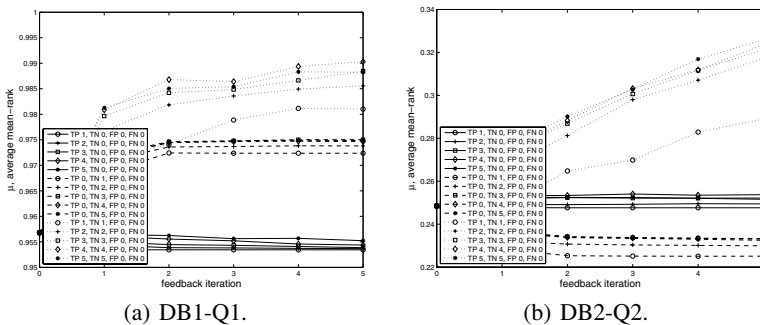 1
0.995
0.99
0.985
0.98
0.975
0.97
0.965
0.96
0.955
0.95
μ, average mean−rank
TP 1, TN 0, FP 0, FN 0
TP 2, TN 0, FP 0, FN 0
TP 3, TN 0, FP 0, FN 0
TP 4, TN 0, FP 0, FN 0
TP 5, TN 0, FP 0, FN 0
TP 0, TN 1, FP 0, FN 0
TP 0, TN 2, FP 0, FN 0
TP 0, TN 3, FP 0, FN 0
TP 0, TN 4, FP 0, FN 0
TP 0, TN 5, FP 0, FN 0
TP 1, TN 1, FP 0, FN 0
TP 2, TN 2, FP 0, FN 0
TP 3, TN 3, FP 0, FN 0
TP 4, TN 4, FP 0, FN 0
TP 5, TN 5, FP 0, FN 0
0 1 2 3 4 5
feedback iteration
(a) DB1-Q1.
0.34
0.32
0.3
0.28
0.26
0.24
0.22
μ, average mean−rank
TP 1, TN 0, FP 0, FN 0
TP 2, TN 0, FP 0, FN 0
TP 3, TN 0, FP 0, FN 0
TP 4, TN 0, FP 0, FN 0
TP 5, TN 0, FP 0, FN 0
TP 0, TN 1, FP 0, FN 0
TP 0, TN 2, FP 0, FN 0
TP 0, TN 3, FP 0, FN 0
TP 0, TN 4, FP 0, FN 0
TP 0, TN 5, FP 0, FN 0
TP 1, TN 1, FP 0, FN 0
TP 2, TN 2, FP 0, FN 0
TP 3, TN 3, FP 0, FN 0
TP 4, TN 4, FP 0, FN 0
TP 5, TN 5, FP 0, FN 0
0 1 2 3 4
feedback iteration
(b) DB2-Q2.